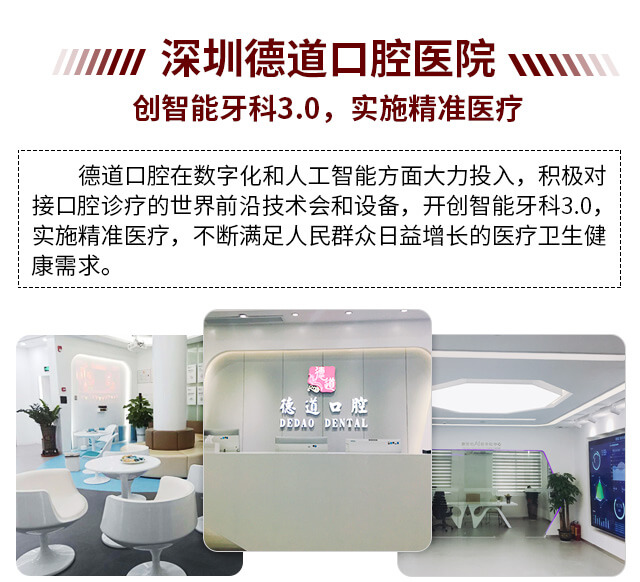 深圳德道口腔医院
创智能牙科3.0，实施精准医疗
德道口腔在数字化和人工智能方面大力投入，积极对
接口腔诊疗的世界前沿技术会和设备，开创智能牙科3.0，
实施精准医疗，不断满足人民群众日益增长的医疗卫生健
康需求。
德道
德道口腔
DEDAO DENTAL